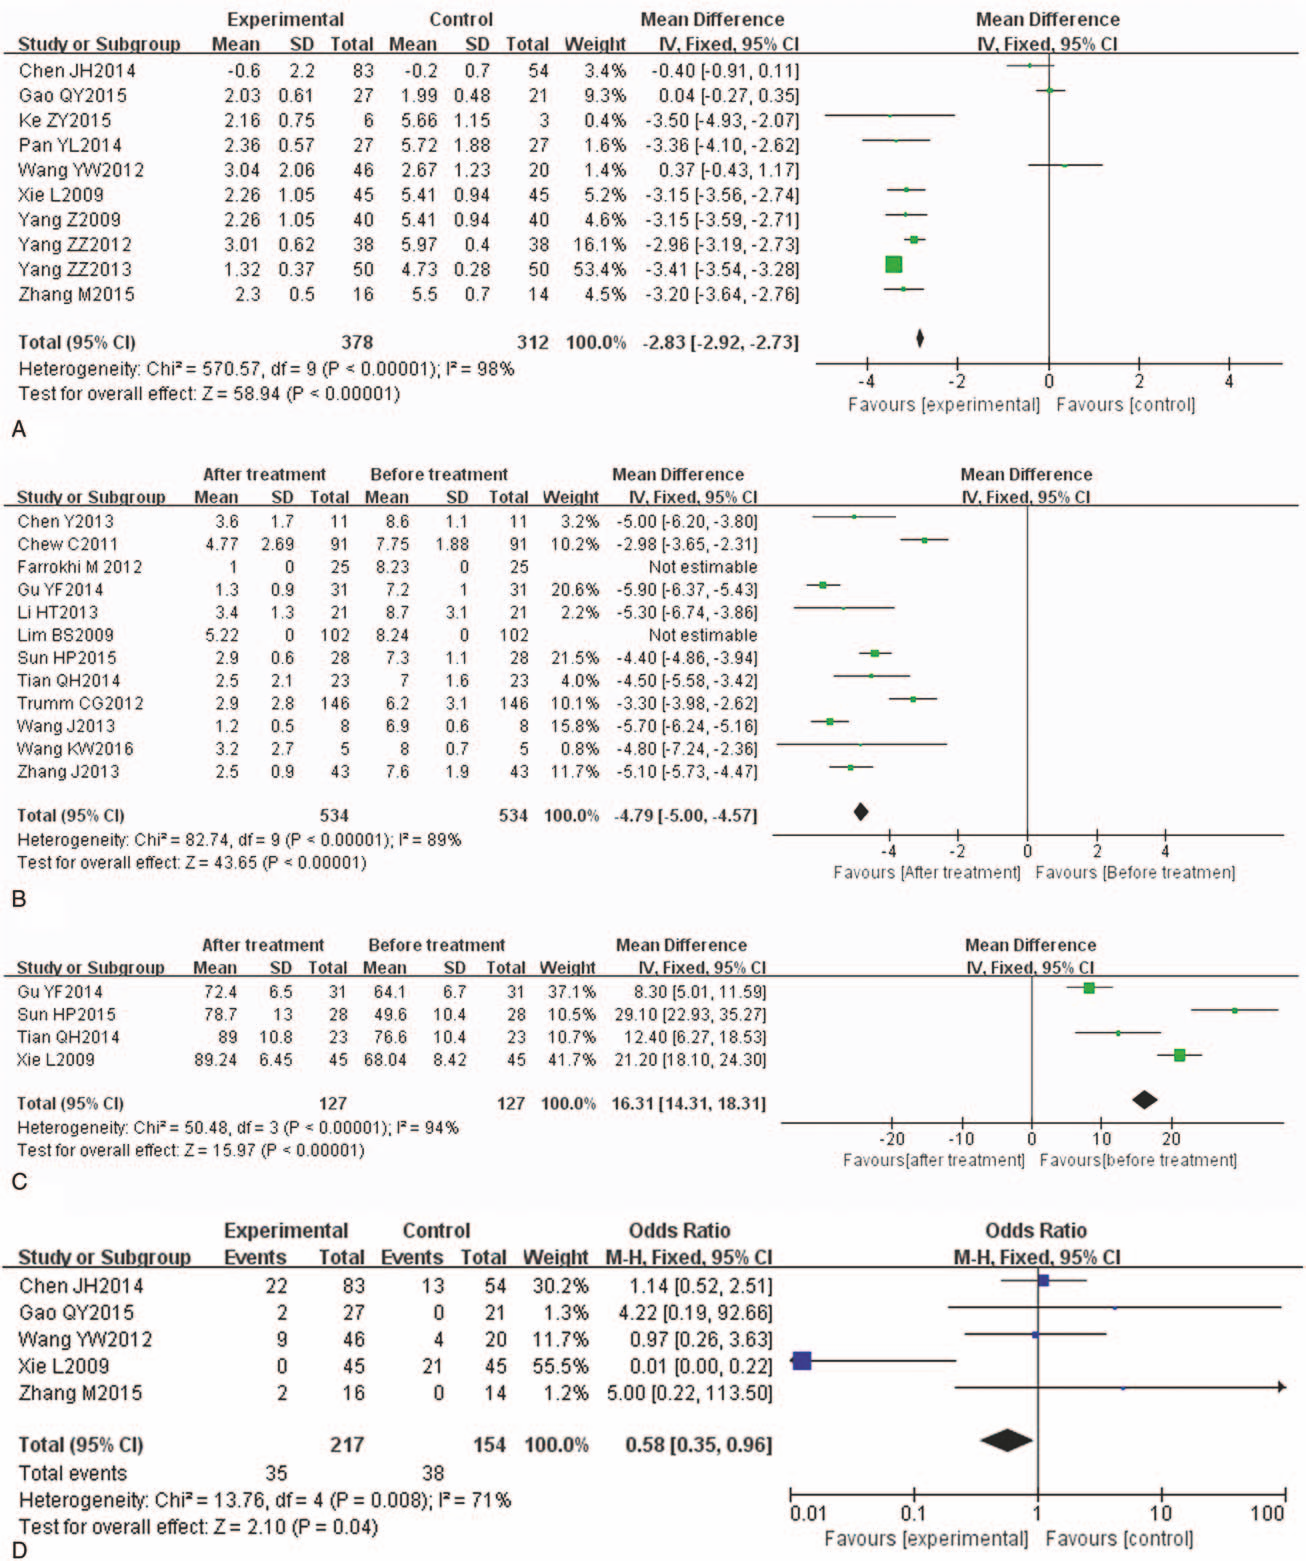 Experimental Control Mean Difference Mean Difference
Study or Subgroup Mean SD Total Mean SD Total Weight IV, Fixed, 95% CI IV, Fixed, 95% CI
Chen JH2014 -0.6 2.2 83 -0.2 0.7 54 3.4% -0.40 [-0.91, 0.11]
Gao QY2015 2.03 0.61 27 1.99 0.48 21 9.3% 0.04 [-0.27, 0.35]
Ke ZY2015 2.16 0.75 6 5.66 1.15 3 0.4% -3.50 [-4.93, -2.07]
Pan YL2014 2.36 0.57 27 5.72 1.88 27 1.6% -3.36 [-4.10, -2.62]
Wang YW2012 3.04 2.06 46 2.67 1.23 20 1.4% 0.37 [-0.43, 1.17]
Xie L2009 2.26 1.05 45 5.41 0.94 45 5.2% -3.15 [-3.56, -2.74]
Yang Z2009 2.26 1.05 40 5.41 0.94 40 4.6% -3.15 [-3.59, -2.71]
Yang ZZ2012 3.01 0.62 38 5.97 0.4 38 16.1% -2.96 [-3.19, -2.73]
Yang ZZ2013 1.32 0.37 50 4.73 0.28 50 53.4% -3.41 [-3.54, -3.28]
Zhang M2015 2.3 0.5 16 5.5 0.7 14 4.5% -3.20 [-3.64, -2.76]
Total (95% CI) 378 312 100.0% -2.83 [-2.92, -2.73]
Heterogeneity: Chi² = 570.57, df = 9 (P < 0.00001); I² = 98%
Test for overall effect: Z = 58.94 (P < 0.00001)
-4 -2 0 2 4
Favours [experimental] Favours [control]
A
After treatment Before treatment Mean Difference Mean Difference
Study or Subgroup Mean SD Total Mean SD Total Weight IV, Fixed, 95% CI IV, Fixed, 95% CI
Chen Y2013 3.6 1.7 11 8.6 1.1 11 3.2% -5.00 [-6.20, -3.80]
Chew C2011 4.77 2.69 91 7.75 1.88 91 10.2% -2.98 [-3.65, -2.31]
Farrokhi M 2012 1 0 25 8.23 0 25 Not estimable
Gu YF2014 1.3 0.9 31 7.2 1 31 20.6% -5.90 [-6.37, -5.43]
Li HT2013 3.4 1.3 21 8.7 3.1 21 2.2% -5.30 [-6.74, -3.86]
Lim BS2009 5.22 0 102 8.24 0 102 Not estimable
Sun HP2015 2.9 0.6 28 7.3 1.1 28 21.5% -4.40 [-4.86, -3.94]
Tian QH2014 2.5 2.1 23 7 1.6 23 4.0% -4.50 [-5.58, -3.42]
Trumm CG2012 2.9 2.8 146 6.2 3.1 146 10.1% -3.30 [-3.98, -2.62]
Wang J2013 1.2 0.5 8 6.9 0.6 8 15.8% -5.70 [-6.24, -5.16]
Wang KW2016 3.2 2.7 5 8 0.7 5 0.8% -4.80 [-7.24, -2.36]
Zhang J2013 2.5 0.9 43 7.6 1.9 43 11.7% -5.10 [-5.73, -4.47]
Total (95% CI) 534 534 100.0% -4.79 [-5.00, -4.57]
Heterogeneity: Chi² = 82.74, df = 9 (P < 0.00001); I² = 89%
Test for overall effect: Z = 43.65 (P < 0.00001)
-4 -2 0 2 4
Favours [After treatment] Favours [Before treatmen]
B
After treatment Before treatment Mean Difference Mean Difference
Study or Subgroup Mean SD Total Mean SD Total Weight IV, Fixed, 95% CI IV, Fixed, 95% CI
Gu YF2014 72.4 6.5 31 64.1 6.7 31 37.1% 8.30 [5.01, 11.59]
Sun HP2015 78.7 13 28 49.6 10.4 28 10.5% 29.10 [22.93, 35.27]
Tian QH2014 89 10.8 23 76.6 10.4 23 10.7% 12.40 [6.27, 18.53]
Xie L2009 89.24 6.45 45 68.04 8.42 45 41.7% 21.20 [18.10, 24.30]
Total (95% CI) 127 127 100.0% 16.31 [14.31, 18.31]
Heterogeneity: Chi² = 50.48, df = 3 (P < 0.00001); I² = 94%
Test for overall effect: Z = 15.97 (P < 0.00001)
-20 -10 0 10 20
Favours[after treatment] Favours[before treatment]
C
Experimental Control Odds Ratio Odds Ratio
Study or Subgroup Events Total Events Total Weight M-H, Fixed, 95% CI M-H, Fixed, 95% CI
Chen JH2014 22 83 13 54 30.2% 1.14 [0.52, 2.51]
Gao QY2015 2 27 0 21 1.3% 4.22 [0.19, 92.66]
Wang YW2012 9 46 4 20 11.7% 0.97 [0.26, 3.63]
Xie L2009 0 45 21 45 55.5% 0.01 [0.00, 0.22]
Zhang M2015 2 16 0 14 1.2% 5.00 [0.22, 113.50]
Total (95% CI) 217 154 100.0% 0.58 [0.35, 0.96]
Total events 35 38
Heterogeneity: Chi² = 13.76, df = 4 (P = 0.008); I² = 71%
Test for overall effect: Z = 2.10 (P = 0.04)
0.01 0.1 1 10 100
Favours [experimental] Favours [control]
D